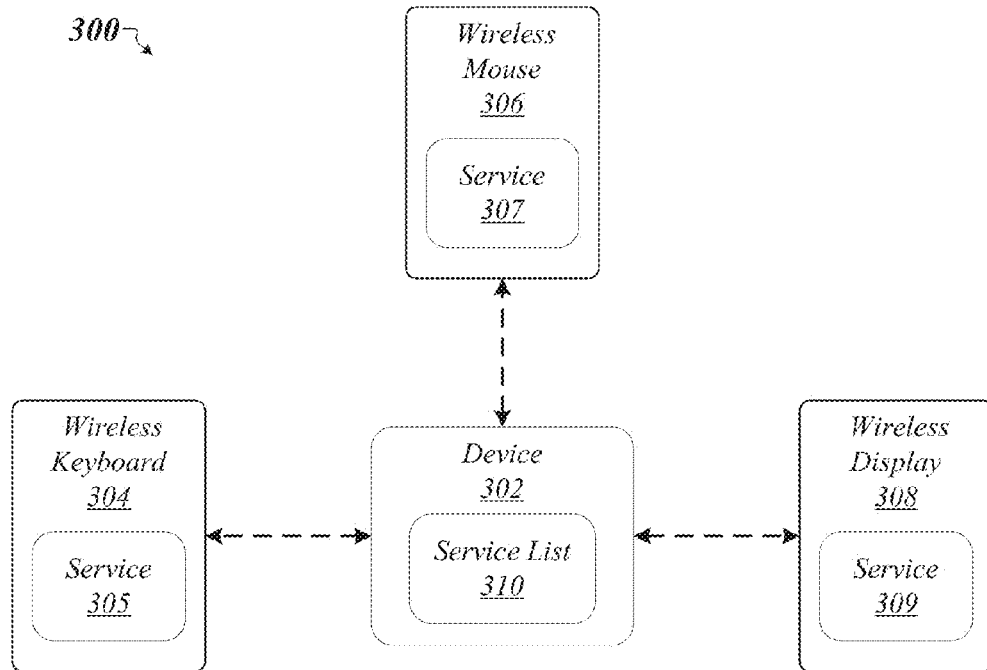 300
Wireless
Mouse
306
Service
307
Wireless
Keyboard
304
Service
305
Device
302
Service List
310
Wireless
Display
308
Service
309